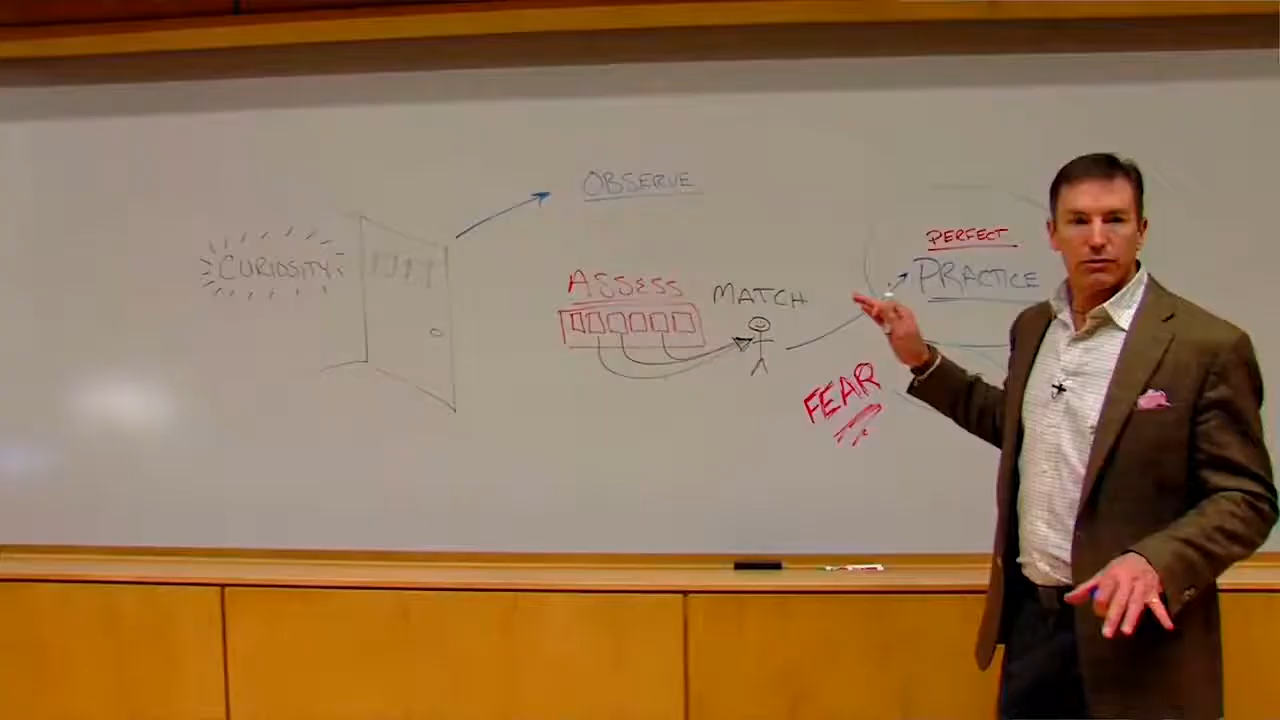 CURIOSITY
OBSERVE
ASSESS
MATCH
PERFECT
PRACTICE
FEAR